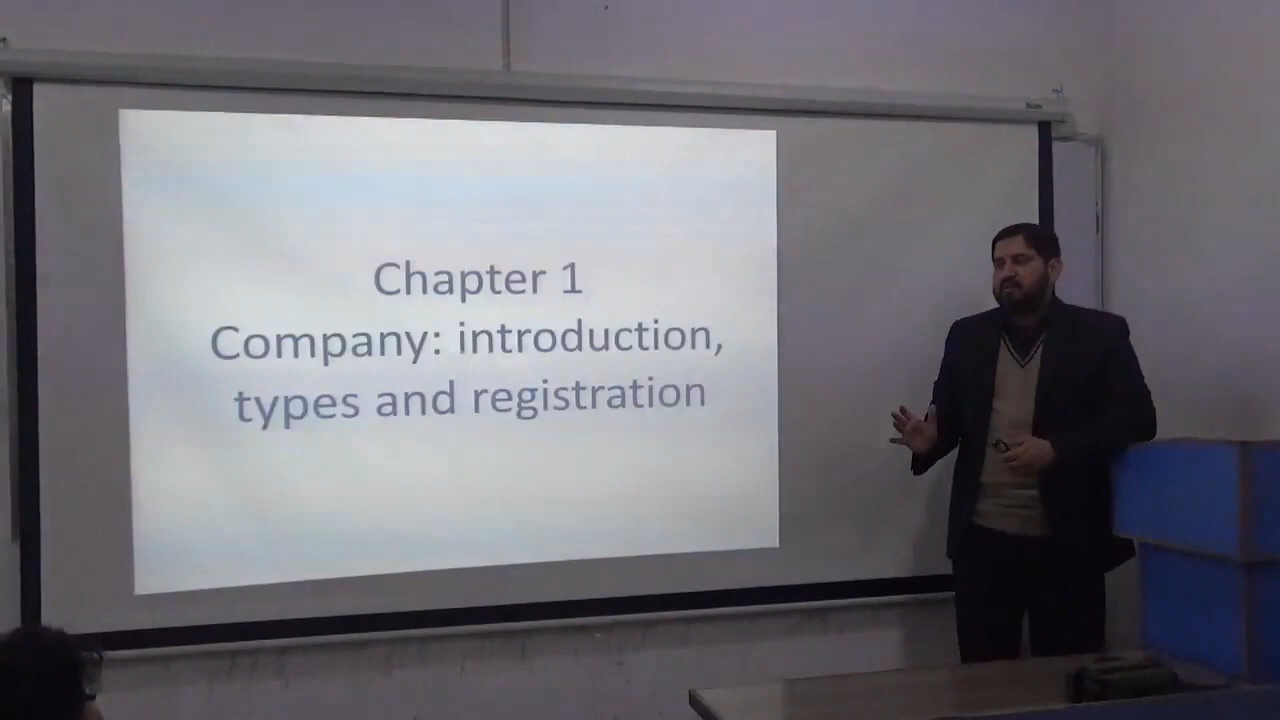 Chapter 1
Company: introduction,
types and registration